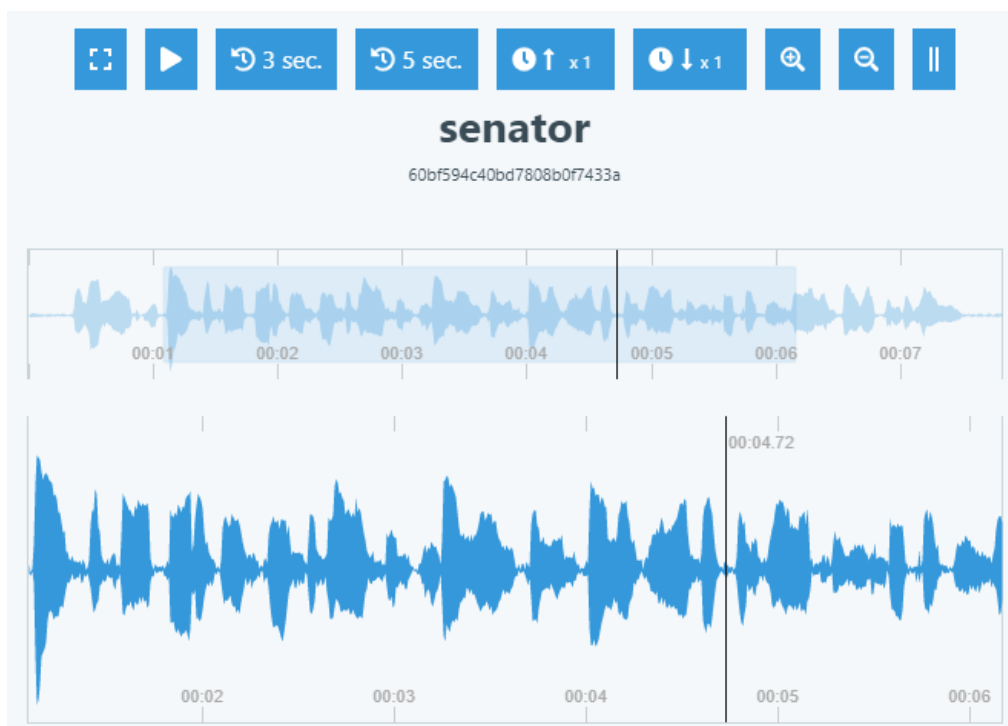 3 sec. 5 sec. x 1 x 1
senator
60bf594c40bd7808b0f7433a
00:01 00:02 00:03 00:04 00:05 00:06 00:07
00:04.72
00:02 00:03 00:04 00:05 00:06